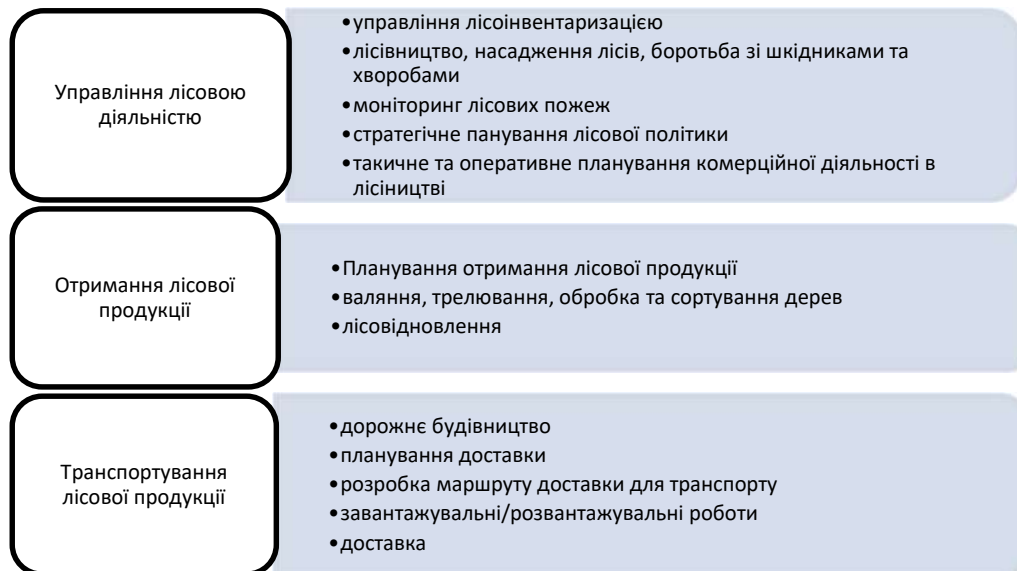 Управління лісовою
діяльністю
•управління лісоінвентаризацією
•лісівництво, насадження лісів, боротьба зі шкідниками та
хворобами
•моніторинг лісових пожеж
•стратегічне панування лісової політики
•такичне та оперативне планування комерційної діяльності в
лісіництві
Отримання лісової
продукції
•Планування отримання лісової продукції
•валяння, трелювання, обробка та сортування дерев
•лісовідновлення
Транспортування
лісової продукції
•дорожнє будівництво
•планування доставки
•розробка маршруту доставки для транспорту
•завантажувальні/розвантажувальні роботи
•доставка